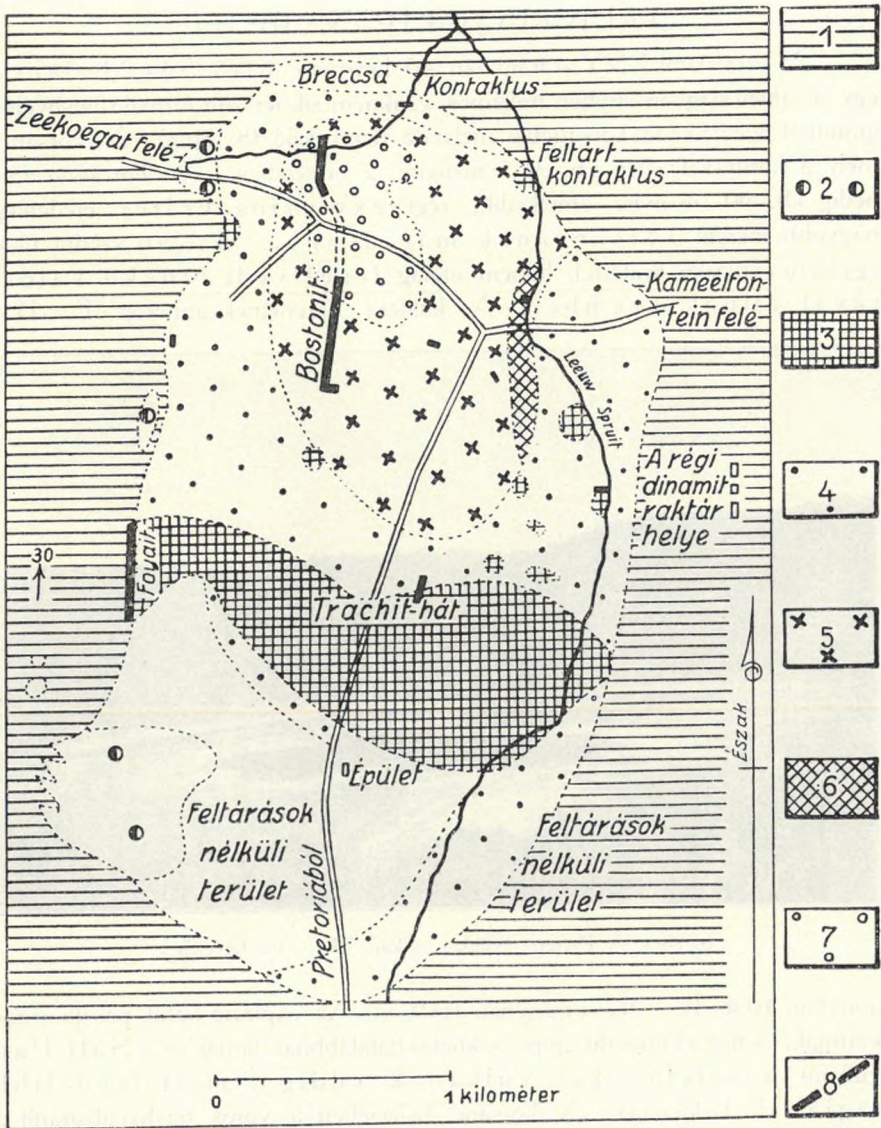 Breccsa
Kontaktus
Zeekoegat felé
Feltárt
kontaktus
Kameelfon-
tein felé
Bostonit
Leeuw
Spruit
A régi
dinamit
raktár
helye
30
Foyait
Trachit-hát
Észak
Épület
Feltárások
nélküli
terület
Feltárások
nélküli
terület
Pretoriából
0
1 kilométer
1
2
3
4
5
6
7
8